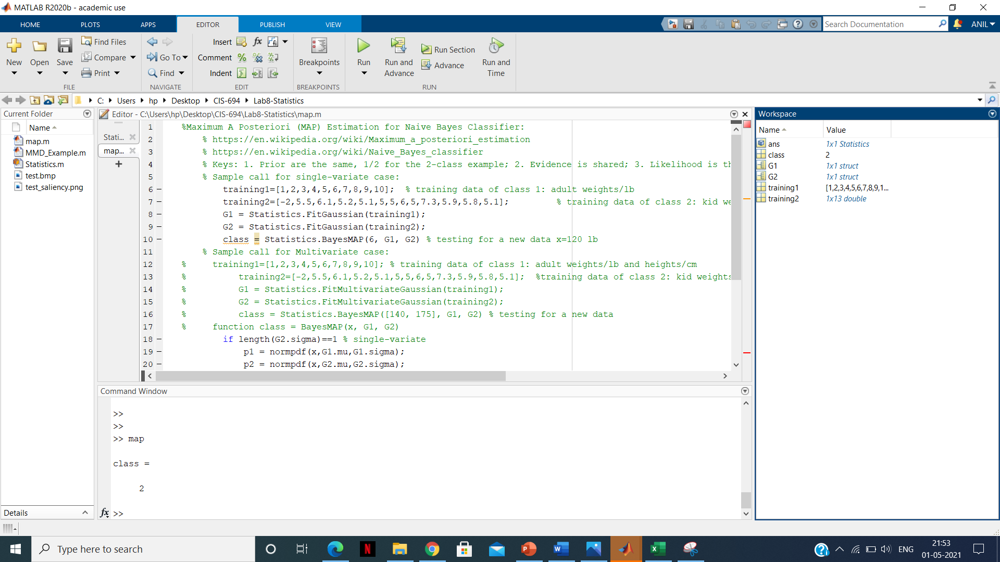 MATLAB R2020b - academic use
HOME PLOTS APPS EDITOR PUBLISH VIEW
Search Documentation
ANIL
New Open Save
Find Files
Compare
Print
FILE
Go To
Find
NAVIGATE
Insert
Comment
Indent
EDIT
Breakpoints
BREAKPOINTS
Run
Run and Advance
Run Section
Advance
Run and Time
RUN
C: Users hp Desktop CIS-694 Lab8-Statistics
Current Folder
Name
map.m
MMD_Example.m
Statistics.m
test.bmp
test_saliency.png
Details
Editor - C:\Users\hp\Desktop\CIS-694\Lab8-Statistics\map.m
Stati...
map...
+
1 %Maximum A Posteriori (MAP) Estimation for Naive Bayes Classifier:
2 % https://en.wikipedia.org/wiki/Maximum_a_posteriori_estimation
3 % https://en.wikipedia.org/wiki/Naive_Bayes_classifier
4 % Keys: 1. Prior are the same, 1/2 for the 2-class example; 2. Evidence is shared; 3. Likelihood is th
5 % Sample call for single-variate case:
6 – training1=[1,2,3,4,5,6,7,8,9,10]; % training data of class 1: adult weights/lb
7 – training2=[-2,5.5,6.1,5.2,5.1,5,5,6,5,7.3,5.9,5.8,5.1]; % training data of class 2: kid we
8 – G1 = Statistics.FitGaussian(training1);
9 – G2 = Statistics.FitGaussian(training2);
10 – class = Statistics.BayesMAP(6, G1, G2) % testing for a new data x=120 lb
11 % Sample call for Multivariate case:
12 % training1=[1,2,3,4,5,6,7,8,9,10]; % training data of class 1: adult weights/lb and heights/cm
13 % training2=[-2,5.5,6.1,5.2,5.1,5,5,6,5,7.3,5.9,5.8,5.1]; %training data of class 2: kid weights
14 % G1 = Statistics.FitMultivariateGaussian(training1);
15 % G2 = Statistics.FitMultivariateGaussian(training2);
16 % class = Statistics.BayesMAP([140, 175], G1, G2) % testing for a new data
17 % function class = BayesMAP(x, G1, G2)
18 – if length(G2.sigma)==1 % single-variate
19 – p1 = normpdf(x,G1.mu,G1.sigma);
20 – p2 = normpdf(x,G2.mu,G2.sigma);
Command Window
>>
>>
>> map
class =
2
fx >>
Workspace
Name Value
ans 1x1 Statistics
class 2
G1 1x1 struct
G2 1x1 struct
training1 [1,2,3,4,5,6,7,8,9,1...
training2 1x13 double
Type here to search
ENG
21:53
01-05-2021